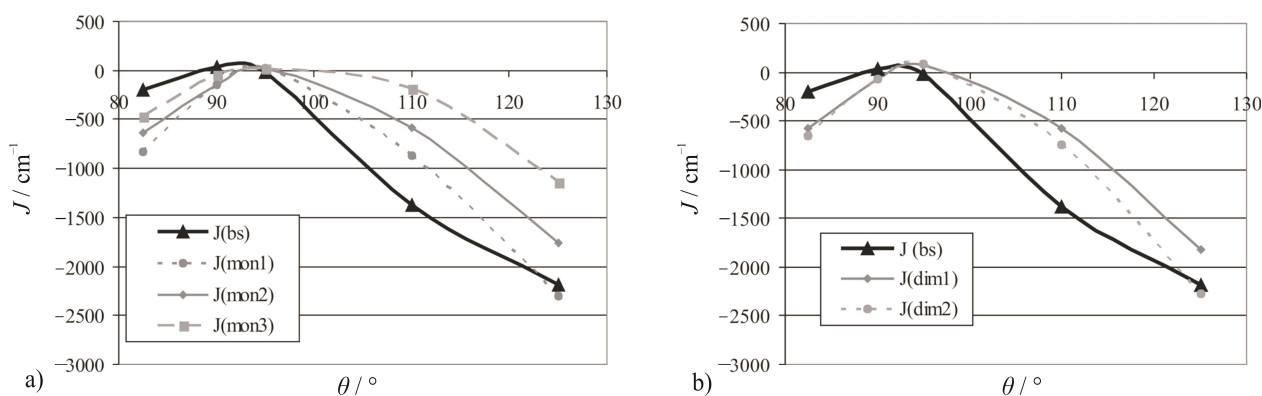 500
0
−500
−1000
−1500
−2000
−2500
−3000
80
90
100
110
120
130
J / cm−1
θ / °
J(bs)
J(mon1)
J(mon2)
J(mon3)
a)
500
0
−500
−1000
−1500
−2000
−2500
−3000
80
90
100
110
120
130
J / cm−1
θ / °
J (bs)
J(dim1)
J(dim2)
b)